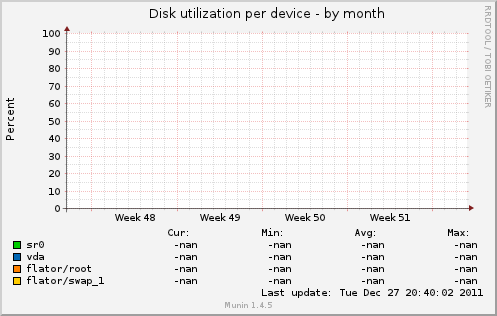 Disk utilization per device - by month
RRDTOOL / TOBI OETIKER
Percent
100
90
80
70
60
50
40
30
20
10
0
Week 48 Week 49 Week 50 Week 51
Cur: Min: Avg: Max:
sr0 -nan -nan -nan -nan
vda -nan -nan -nan -nan
flator/root -nan -nan -nan -nan
flator/swap_1 -nan -nan -nan -nan
Last update: Tue Dec 27 20:40:02 2011
Munin 1.4.5